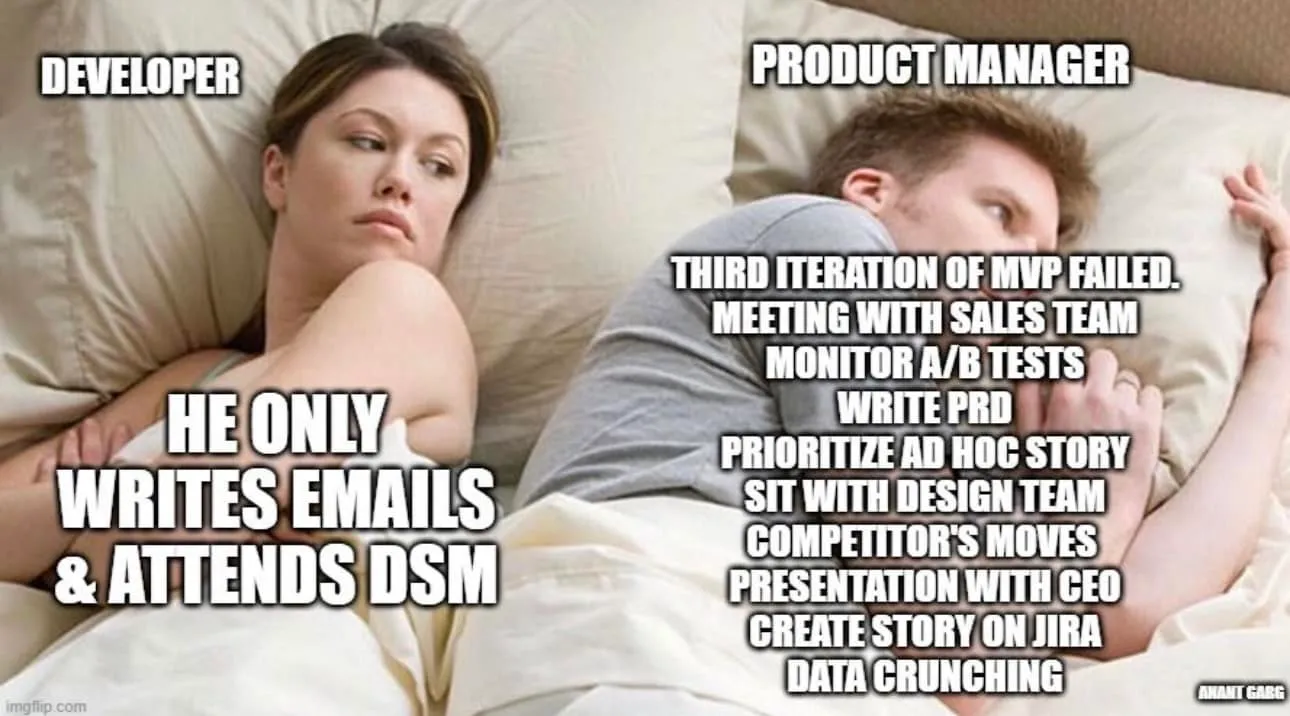 DEVELOPER
PRODUCT MANAGER
HE ONLY
WRITES EMAILS
& ATTENDS DSM
THIRD ITERATION OF MVP FAILED.
MEETING WITH SALES TEAM
MONITOR A/B TESTS
WRITE PRD
PRIORITIZE AD HOC STORY
SIT WITH DESIGN TEAM
COMPETITOR'S MOVES
PRESENTATION WITH CEO
CREATE STORY ON JIRA
DATA CRUNCHING
imgflip.com
ANANT GARG